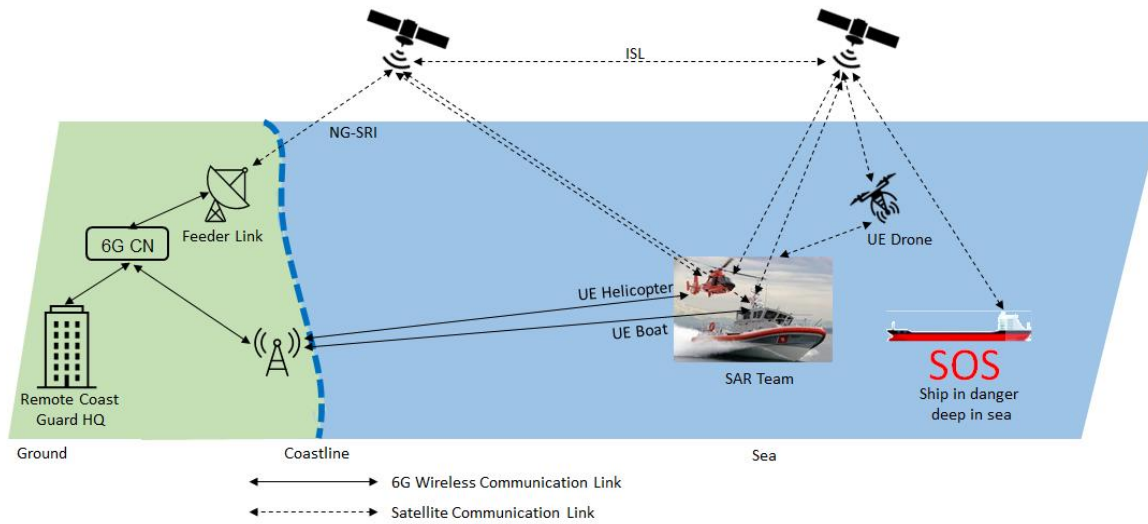 ISL
NG-SRI
Feeder Link
6G CN
UE Drone
UE Helicopter
UE Boat
SAR Team
SOS
Ship in danger
deep in sea
Remote Coast
Guard HQ
Ground
Coastline
Sea
6G Wireless Communication Link
Satellite Communication Link